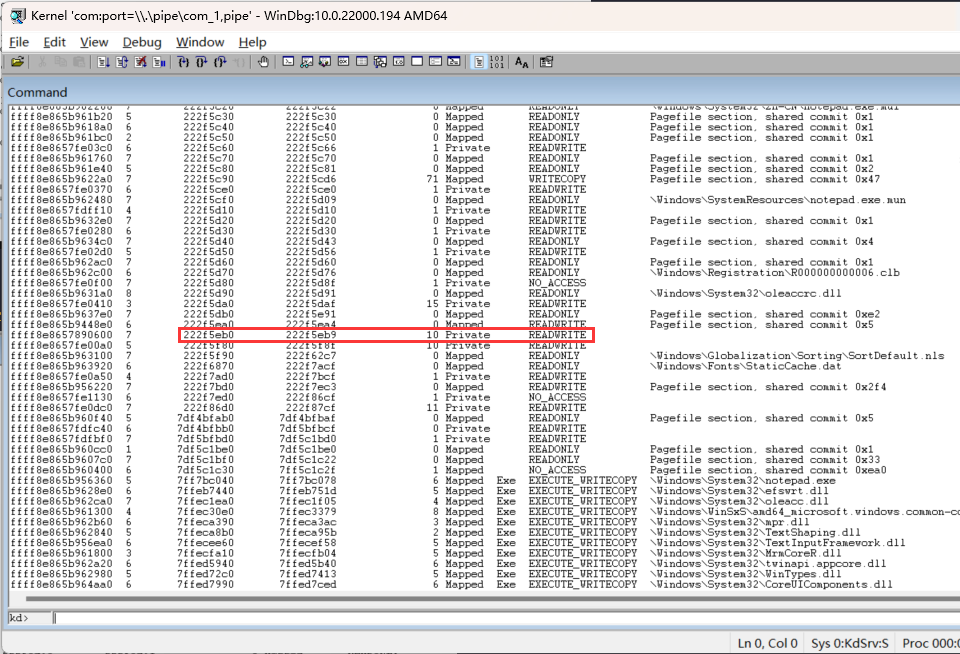 Kernel 'com:port=\\.\pipe\com_1,pipe' - WinDbg:10.0.22000.194 AMD64
File Edit View Debug Window Help
Command
ffff8e865b962260 7 222f5c20 222f5c22 0 Mapped READONLY \Windows\System32\zh-CN\notepad.exe.mui
ffff8e865b961b20 5 222f5c30 222f5c30 0 Mapped READONLY Pagefile section, shared commit 0x1
ffff8e865b9618a0 6 222f5c40 222f5c40 0 Mapped READONLY Pagefile section, shared commit 0x1
ffff8e865b961bc0 2 222f5c50 222f5c50 0 Mapped READONLY Pagefile section, shared commit 0x1
ffff8e8657fe03c0 6 222f5c60 222f5c66 1 Private READWRITE
ffff8e865b961760 7 222f5c70 222f5c70 0 Mapped READONLY Pagefile section, shared commit 0x1
ffff8e865b961e40 5 222f5c80 222f5c81 0 Mapped READONLY Pagefile section, shared commit 0x2
ffff8e865b9622a0 7 222f5c90 222f5cd6 71 Mapped WRITECOPY Pagefile section, shared commit 0x47
ffff8e8657fe0370 6 222f5ce0 222f5ce0 1 Private READWRITE
ffff8e865b962480 7 222f5cf0 222f5d09 0 Mapped READONLY \Windows\SystemResources\notepad.exe.mun
ffff8e8657fdff10 4 222f5d10 222f5d10 1 Private READWRITE
ffff8e865b9632e0 7 222f5d20 222f5d20 0 Mapped READONLY Pagefile section, shared commit 0x1
ffff8e8657fe0280 6 222f5d30 222f5d30 1 Private READWRITE
ffff8e865b9634c0 7 222f5d40 222f5d43 0 Mapped READONLY Pagefile section, shared commit 0x4
ffff8e8657fe02d0 5 222f5d50 222f5d56 1 Private READWRITE
ffff8e865b962ac0 7 222f5d60 222f5d60 0 Mapped READONLY Pagefile section, shared commit 0x1
ffff8e865b962c00 6 222f5d70 222f5d76 0 Mapped READONLY \Windows\Registration\R000000000006.clb
ffff8e8657fe0f00 7 222f5d80 222f5d8f 1 Private NO_ACCESS
ffff8e865b9631a0 8 222f5d90 222f5d91 0 Mapped READONLY \Windows\System32\oleaccrc.dll
ffff8e8657fe0410 3 222f5da0 222f5daf 15 Private READWRITE
ffff8e865b9637e0 7 222f5db0 222f5e91 0 Mapped READONLY Pagefile section, shared commit 0xe2
ffff8e865b9448e0 6 222f5ea0 222f5ea4 0 Mapped READWRITE Pagefile section, shared commit 0x5
ffff8e8657890600 7 222f5eb0 222f5eb9 10 Private READWRITE
ffff8e8657fe00a0 5 222f5f80 222f5f8f 10 Private READWRITE
ffff8e865b963100 7 222f5f90 222f62c7 0 Mapped READONLY \Windows\Globalization\Sorting\SortDefault.nls
ffff8e865b963920 6 222f6870 222f7acf 0 Mapped READONLY \Windows\Fonts\StaticCache.dat
ffff8e8657fe0a50 4 222f7ad0 222f7bcf 1 Private READWRITE
ffff8e865b956220 7 222f7bd0 222f7ec3 0 Mapped READWRITE Pagefile section, shared commit 0x2f4
ffff8e8657fe1130 6 222f7ed0 222f86cf 1 Private NO_ACCESS
ffff8e8657fe0dc0 7 222f86d0 222f87cf 11 Private READWRITE
ffff8e865b960f40 5 7df4bfab0 7df4bfbaf 0 Mapped READONLY Pagefile section, shared commit 0x5
ffff8e8657fdfc40 6 7df4bfbb0 7df5bfbcf 0 Private READWRITE
ffff8e8657fdfbf0 7 7df5bfbd0 7df5c1bd0 1 Private READWRITE
ffff8e865b960cc0 1 7df5c1be0 7df5c1be0 0 Mapped READONLY Pagefile section, shared commit 0x1
ffff8e865b9607c0 7 7df5c1bf0 7df5c1c22 0 Mapped READONLY Pagefile section, shared commit 0x33
ffff8e865b960400 6 7df5c1c30 7ff5c1c2f 1 Mapped NO_ACCESS Pagefile section, shared commit 0xea0
ffff8e865b956360 5 7ff7bc040 7ff7bc078 6 Mapped Exe EXECUTE_WRITECOPY \Windows\System32\notepad.exe
ffff8e865b9628e0 6 7ffeb7440 7ffeb751d 5 Mapped Exe EXECUTE_WRITECOPY \Windows\System32\efswrt.dll
ffff8e865b962ca0 7 7ffec1ea0 7ffec1f05 4 Mapped Exe EXECUTE_WRITECOPY \Windows\System32\oleacc.dll
ffff8e865b961300 4 7ffec30e0 7ffec3379 8 Mapped Exe EXECUTE_WRITECOPY \Windows\WinSxS\amd64_microsoft.windows.common-co
ffff8e865b962b60 6 7ffeca390 7ffeca3ac 3 Mapped Exe EXECUTE_WRITECOPY \Windows\System32\mpr.dll
ffff8e865b962840 5 7ffeca8b0 7ffeca95b 2 Mapped Exe EXECUTE_WRITECOPY \Windows\System32\TextShaping.dll
ffff8e865b956ea0 6 7ffecee60 7ffecef58 5 Mapped Exe EXECUTE_WRITECOPY \Windows\System32\TextInputFramework.dll
ffff8e865b961800 3 7ffecfa10 7ffecfb04 5 Mapped Exe EXECUTE_WRITECOPY \Windows\System32\MrmCoreR.dll
ffff8e865b962a20 6 7ffed5940 7ffed5b40 6 Mapped Exe EXECUTE_WRITECOPY \Windows\System32\twinapi.appcore.dll
ffff8e865b962980 5 7ffed72c0 7ffed7413 5 Mapped Exe EXECUTE_WRITECOPY \Windows\System32\WinTypes.dll
ffff8e865b964aa0 6 7ffed7990 7ffed7ced 6 Mapped Exe EXECUTE_WRITECOPY \Windows\System32\CoreUIComponents.dll
kd>
Ln 0, Col 0 Sys 0:KdSrv:S Proc 000:0